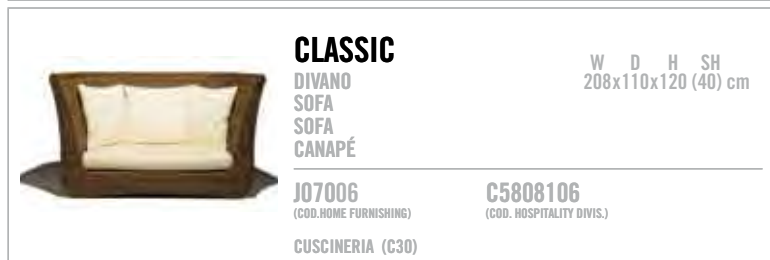 CLASSIC
DIVANO
SOFA
SOFA
CANAPÉ
W D H SH
208x110x120 (40) cm
J07006
(COD.HOME FURNISHING)
C5808106
(COD. HOSPITALITY DIVIS.)
CUSCINERIA (C30)